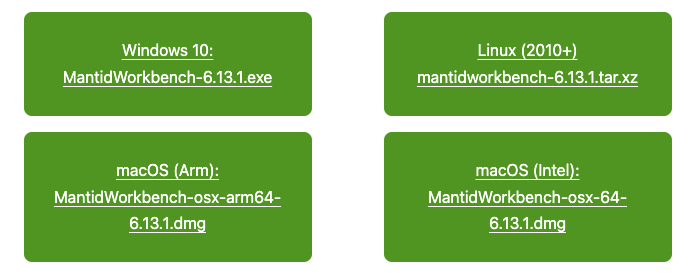 Windows 10:
MantidWorkbench-6.13.1.exe
Linux (2010+)
mantidworkbench-6.13.1.tar.xz
macOS (Arm):
MantidWorkbench-osx-arm64-
6.13.1.dmg
macOS (Intel):
MantidWorkbench-osx-64-
6.13.1.dmg